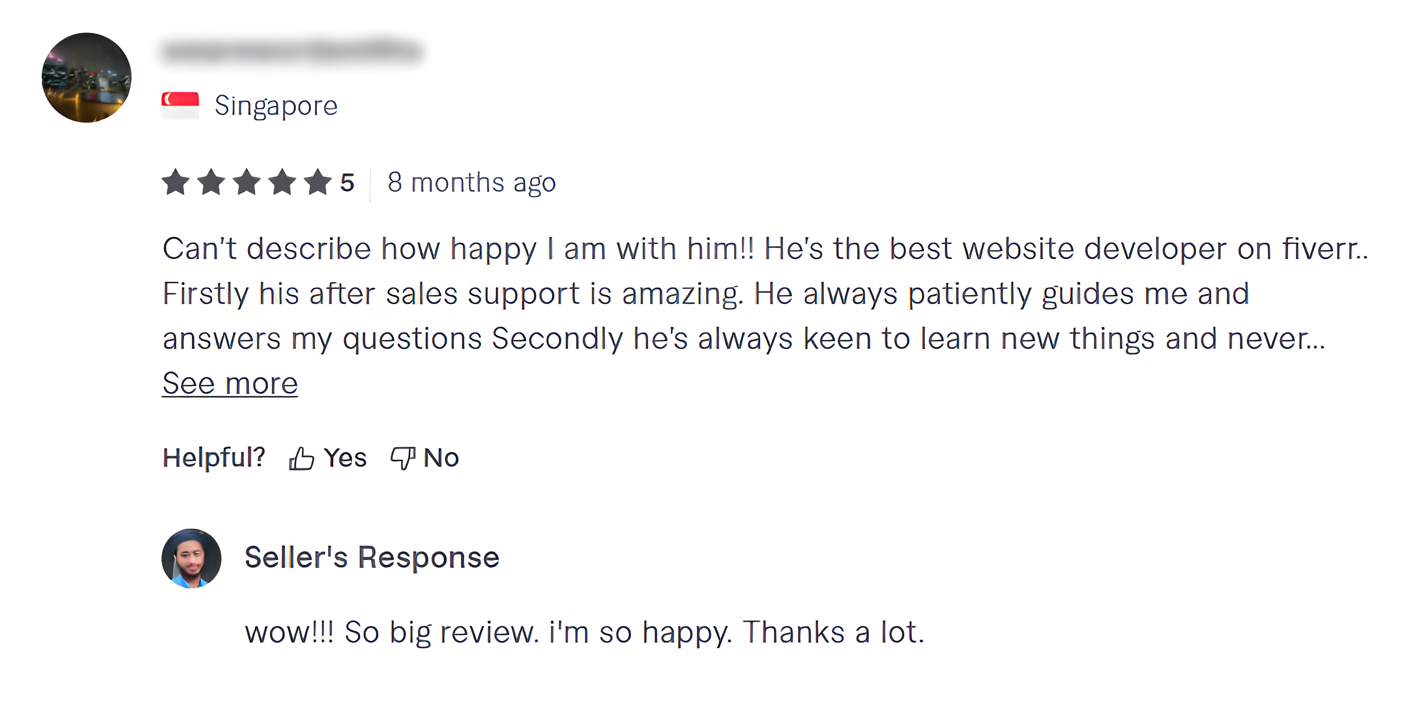 Singapore
5 8 months ago
Can't describe how happy I am with him!! He's the best website developer on fiverr..
Firstly his after sales support is amazing. He always patiently guides me and
answers my questions Secondly he's always keen to learn new things and never...
See more
Helpful? Yes No
Seller's Response
wow!!! So big review. i'm so happy. Thanks a lot.